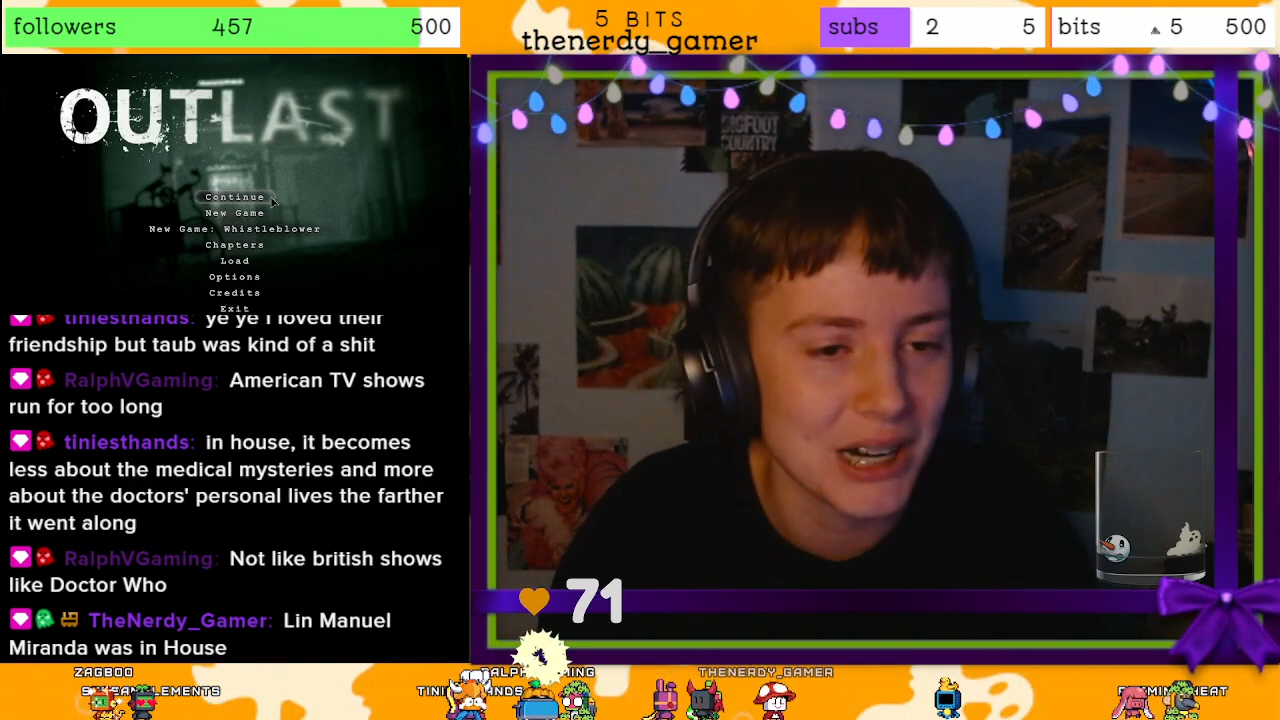 followers 457 500
5 BITS
thenerdy_gamer
subs 2 5
bits 5 500
OUTLAST
Continue
New Game
New Game: Whistleblower
Chapters
Load
Options
Credits
Exit
tiniesthands: ye ye i loved their
friendship but taub was kind of a shit
RalphVGaming: American TV shows
run for too long
tiniesthands: in house, it becomes
less about the medical mysteries and more
about the doctors' personal lives the farther
it went along
RalphVGaming: Not like british shows
like Doctor Who
TheNerdy_Gamer: Lin Manuel
Miranda was in House
BIGFOOT
COUNTRY
71
ZAGBOO
THENERDY_GAMER